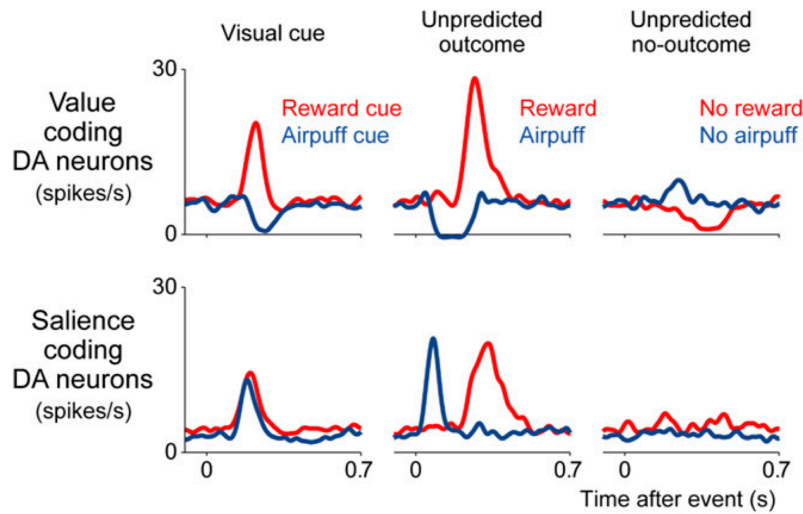 Visual cue
Unpredicted
outcome
Unpredicted
no-outcome
Value
coding
DA neurons
(spikes/s)
30
0
Reward cue
Airpuff cue
Reward
Airpuff
No reward
No airpuff
Salience
coding
DA neurons
(spikes/s)
30
0
0 0.7
0 0.7
0 0.7
Time after event (s)